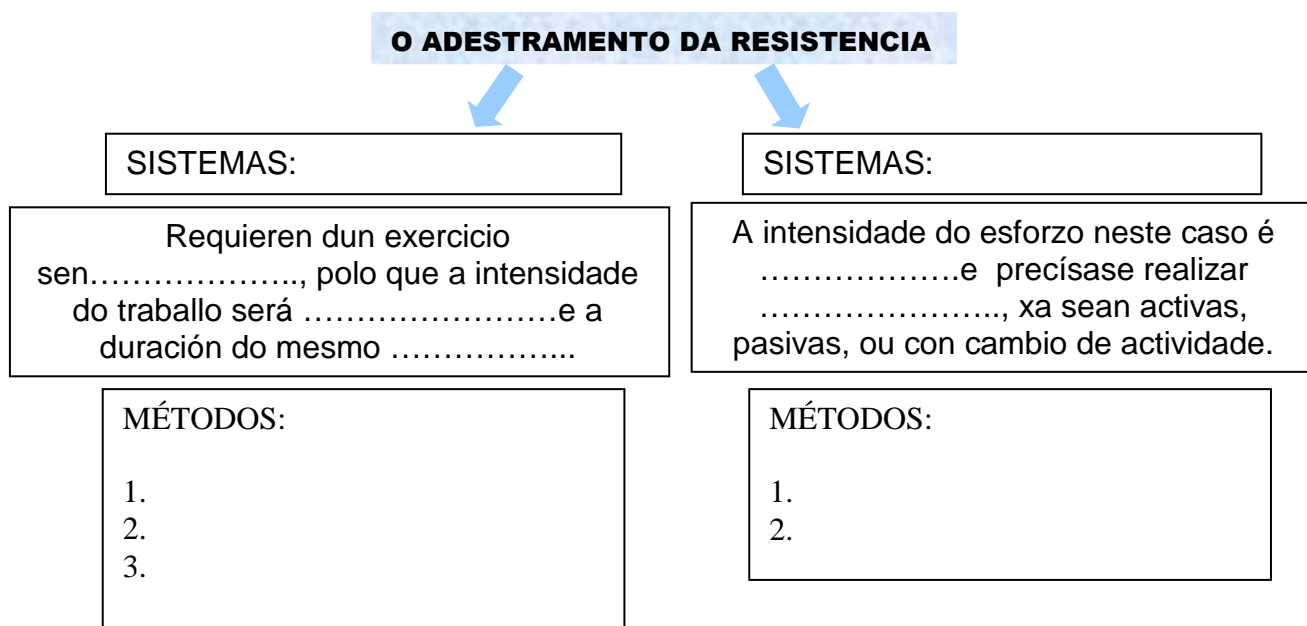 O ADESTRAMENTO DA RESISTENCIA
SISTEMAS:
Requieren dun exercicio
sen………………….., polo que a intensidade
do traballo será ……………………e a
duración do mesmo ……………...
MÉTODOS:
1.
2.
3.
SISTEMAS:
A intensidade do esforzo neste caso é
……………….e precísase realizar
………………….., xa sean activas,
pasivas, ou con cambio de actividade.
MÉTODOS:
1.
2.